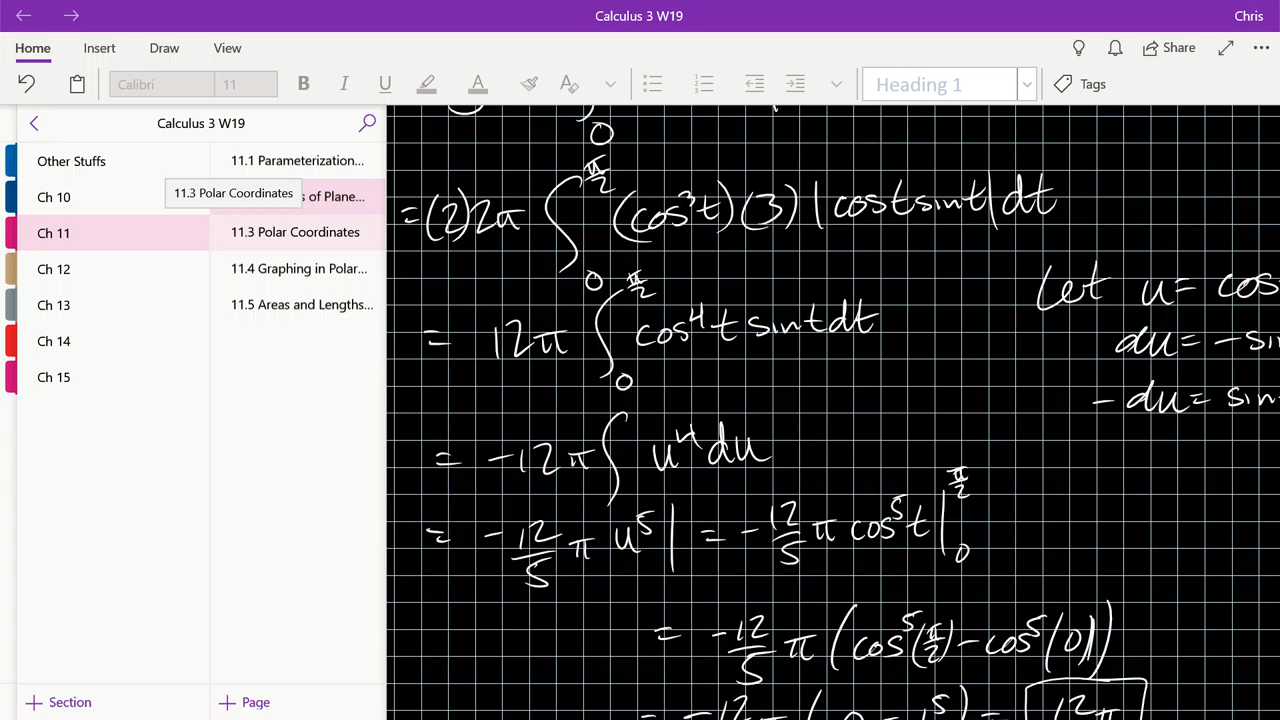 Calculus 3 W19
Chris
Home Insert Draw View
Share
Calibri 11 B I U A A Heading 1 Tags
Calculus 3 W19
Other Stuffs
Ch 10
Ch 11
Ch 12
Ch 13
Ch 14
Ch 15
11.1 Parameterization...
11.3 Polar Coordinates
s of Plane...
11.3 Polar Coordinates
11.4 Graphing in Polar...
11.5 Areas and Lengths...
+ Section
+ Page
0
= (2)2π ∫₀^(π/2) (cos³t)(3)|cost sint|dt
= 12π ∫₀^(π/2) cos⁴t sint dt
Let u = cos
du = -sin
-du = sin
= -12π ∫ u⁴ du
= -12/5 π u⁵ | = -12/5 π cos⁵t |₀^(π/2)
= -12/5 π (cos⁵(π/2) - cos⁵(0))
= -12 π (0 - 1⁵) = 12π